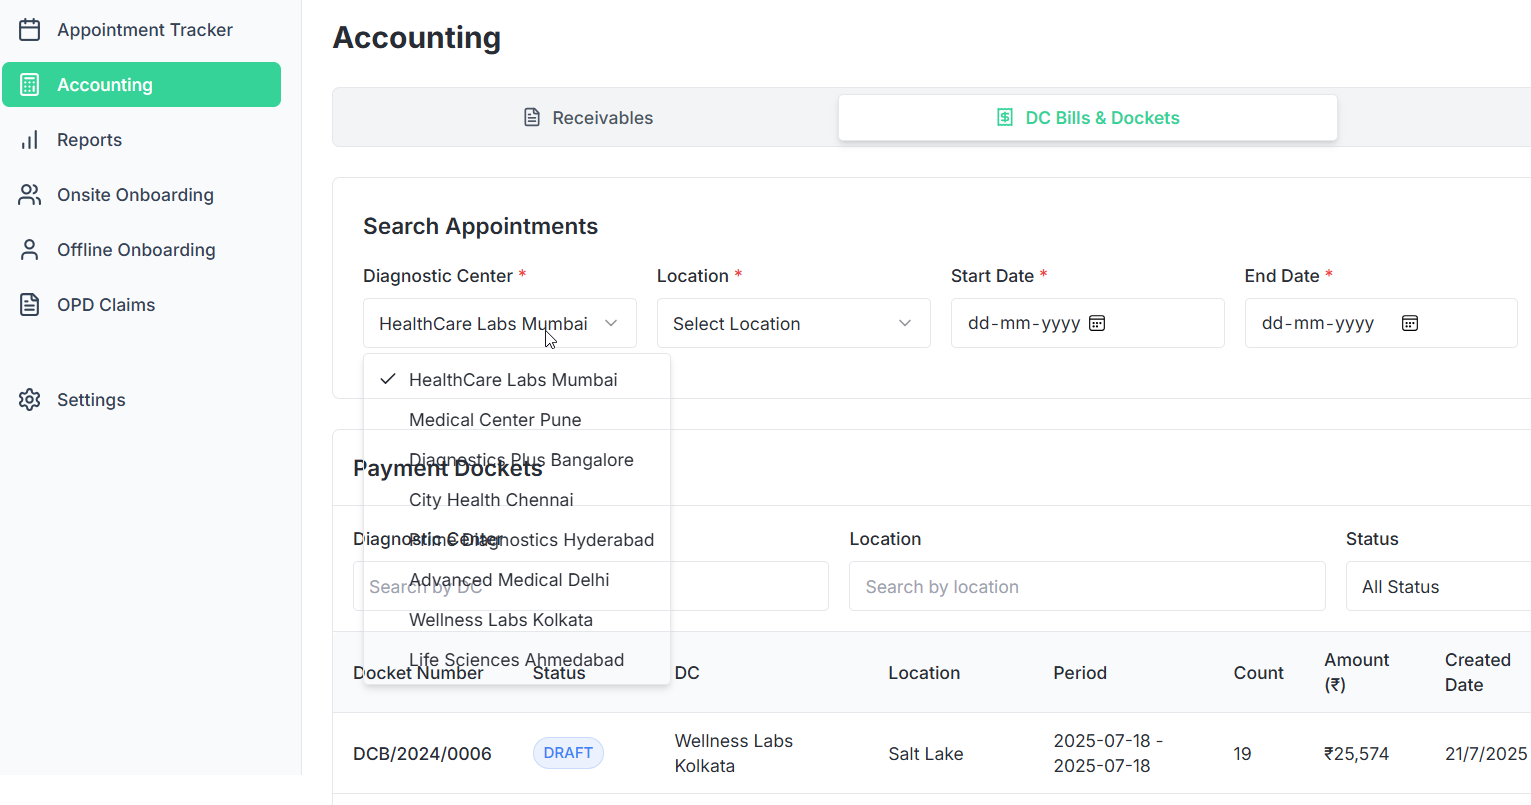 Appointment Tracker
Accounting
Reports
Onsite Onboarding
Offline Onboarding
OPD Claims
Settings
Accounting
Receivables
DC Bills & Dockets
Search Appointments
Diagnostic Center *
Location *
Start Date *
End Date *
HealthCare Labs Mumbai
Select Location
dd-mm-yyyy
dd-mm-yyyy
HealthCare Labs Mumbai
Medical Center Pune
Diagnostics Plus Bangalore
City Health Chennai
Prime Diagnostics Hyderabad
Advanced Medical Delhi
Wellness Labs Kolkata
Life Sciences Ahmedabad
Payment Dockets
Diagnostic Center
Location
Status
Search by DC
Search by location
All Status
Docket Number
Status
DC
Location
Period
Count
Amount
(₹)
Created
Date
DCB/2024/0006
DRAFT
Wellness Labs
Kolkata
Salt Lake
2025-07-18 -
2025-07-18
19
₹25,574
21/7/2025